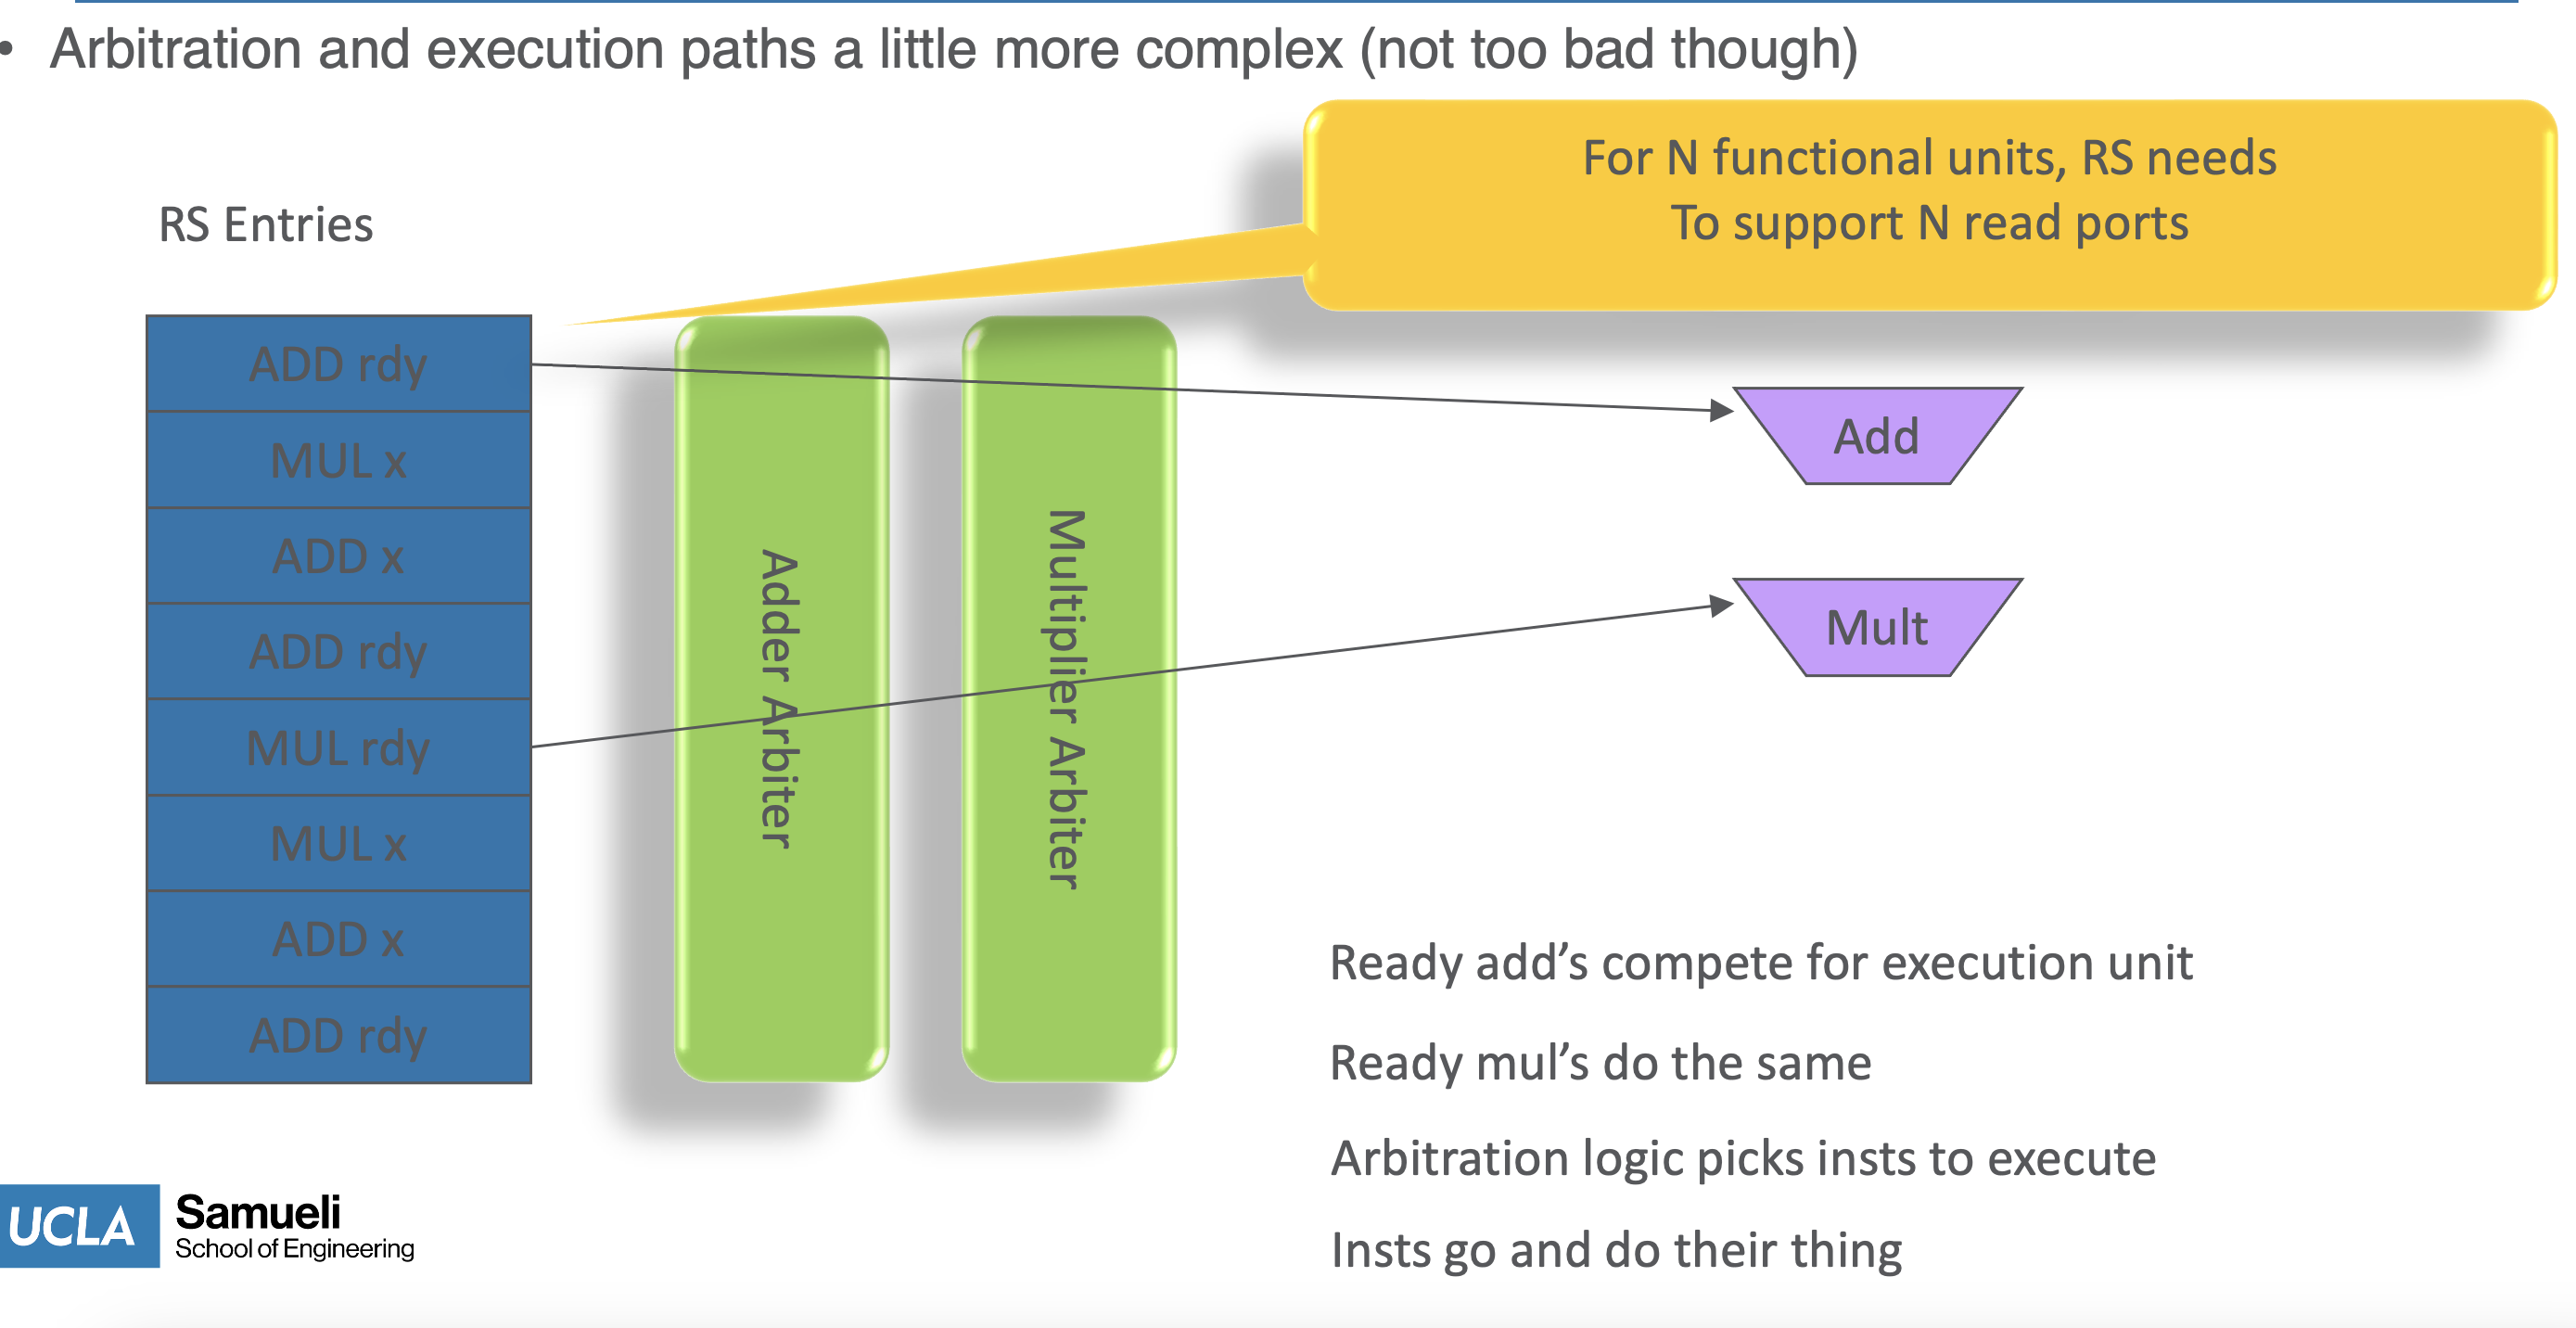 • Arbitration and execution paths a little more complex (not too bad though)
For N functional units, RS needs
To support N read ports
RS Entries
ADD rdy
MUL x
ADD x
ADD rdy
MUL rdy
MUL x
ADD x
ADD rdy
Adder Arbiter
Multiplier Arbiter
Add
Mult
Ready add’s compete for execution unit
Ready mul’s do the same
Arbitration logic picks insts to execute
Insts go and do their thing
UCLA
Samueli
School of Engineering